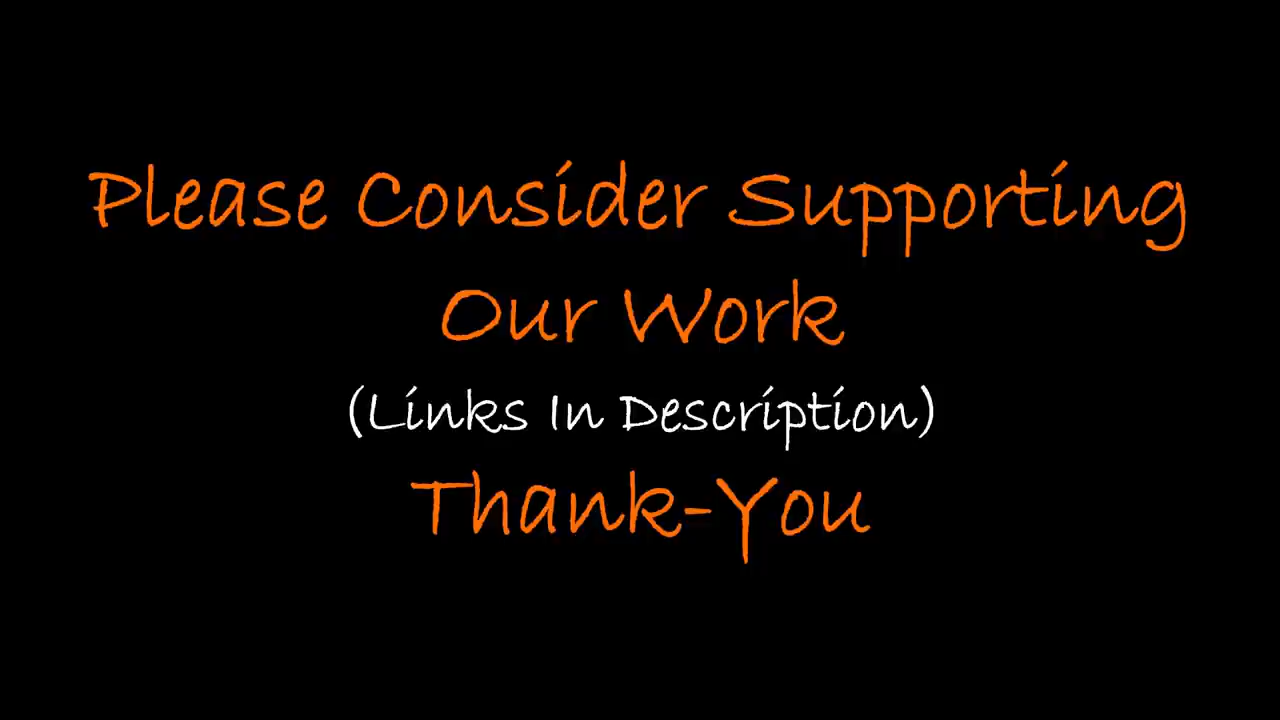 Please Consider Supporting
Our Work
(Links In Description)
Thank-You